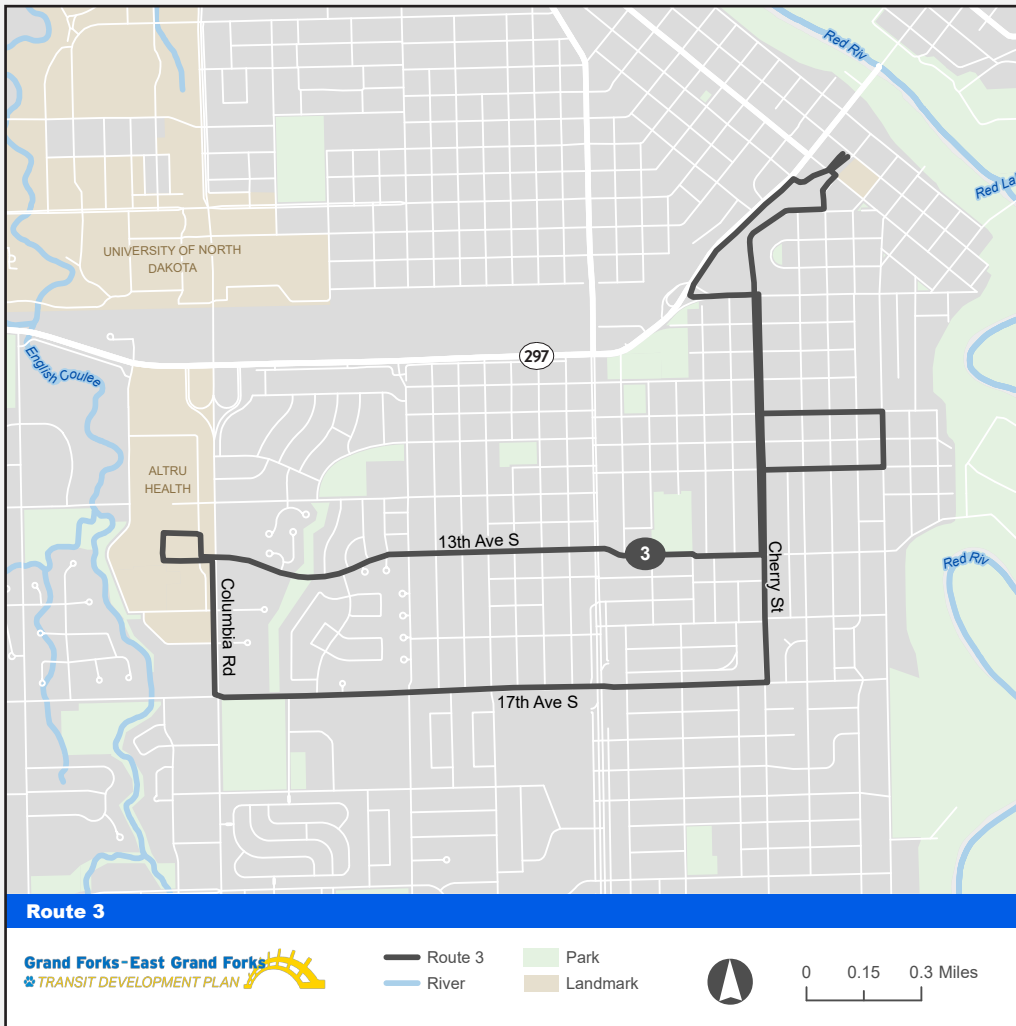 Red Riv
Red La
UNIVERSITY OF NORTH
DAKOTA
297
English Coulee
ALTRU
HEALTH
13th Ave S
3
Cherry St
Red Riv
Columbia Rd
17th Ave S
Route 3
Grand Forks-East Grand Forks
TRANSIT DEVELOPMENT PLAN
Route 3
River
Park
Landmark
0 0.15 0.3 Miles